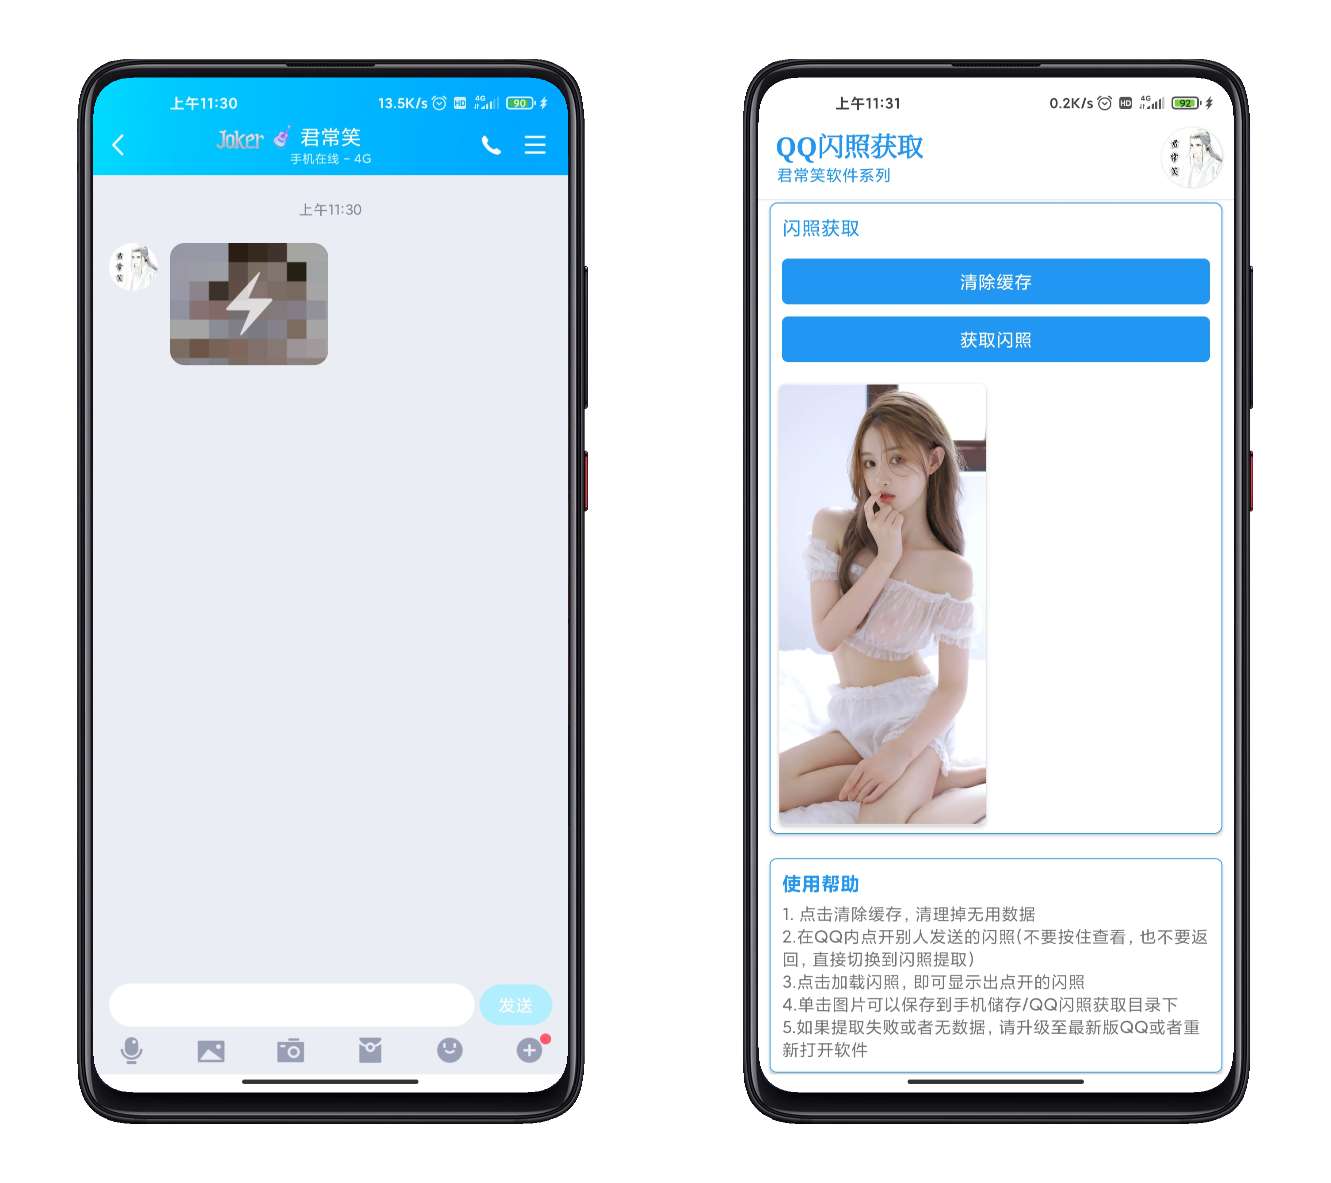 上午11:30
13.5K/s
HD
4G
90
Joker
君常笑
手机在线 - 4G
上午11:30
君常笑
发送
上午11:31
0.2K/s
HD
4G
92
QQ闪照获取
君常笑软件系列
君常笑
闪照获取
清除缓存
获取闪照
使用帮助
1. 点击清除缓存, 清理掉无用数据
2.在QQ内点开别人发送的闪照(不要按住查看, 也不要返
回, 直接切换到闪照提取)
3.点击加载闪照, 即可显示出点开的闪照
4.单击图片可以保存到手机储存/QQ闪照获取目录下
5.如果提取失败或者无数据, 请升级至最新版QQ或者重
新打开软件